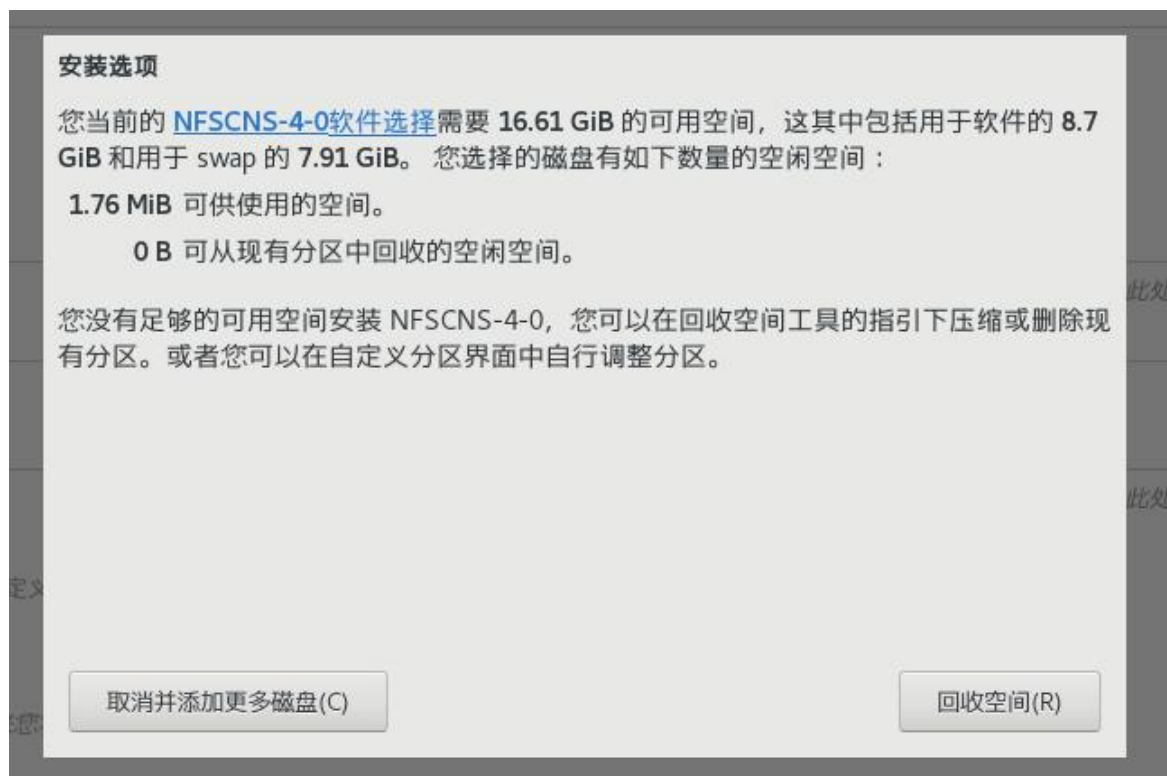 安装选项
您当前的 NFSCNS-4-0软件选择需要 16.61 GiB 的可用空间，这其中包括用于软件的 8.7
GiB 和用于 swap 的 7.91 GiB。 您选择的磁盘有如下数量的空闲空间：
1.76 MiB 可供使用的空间。
0 B 可从现有分区中回收的空闲空间。
此处
您没有足够的可用空间安装 NFSCNS-4-0，您可以在回收空间工具的指引下压缩或删除现
有分区。或者您可以在自定义分区界面中自行调整分区。
此处
定义
取消并添加更多磁盘(C)
回收空间(R)